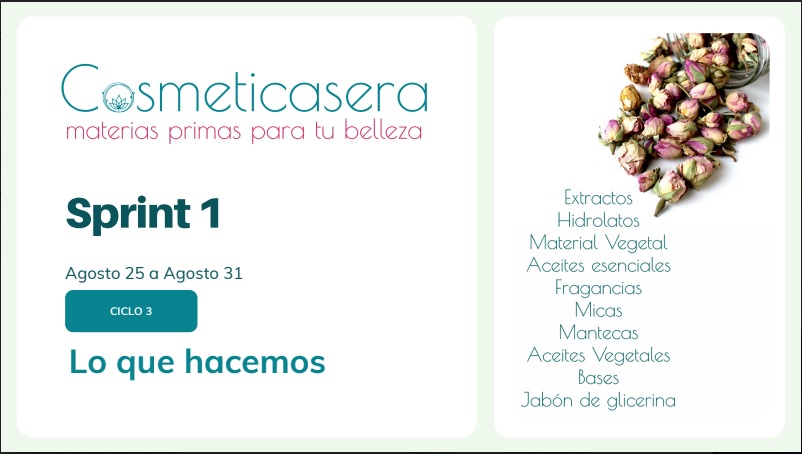 Cosmeticasera
materias primas para tu belleza
Sprint 1
Agosto 25 a Agosto 31
CICLO 3
Lo que hacemos
Extractos
Hidrolatos
Material Vegetal
Aceites esenciales
Fragancias
Micas
Mantecas
Aceites Vegetales
Bases
Jabón de glicerina